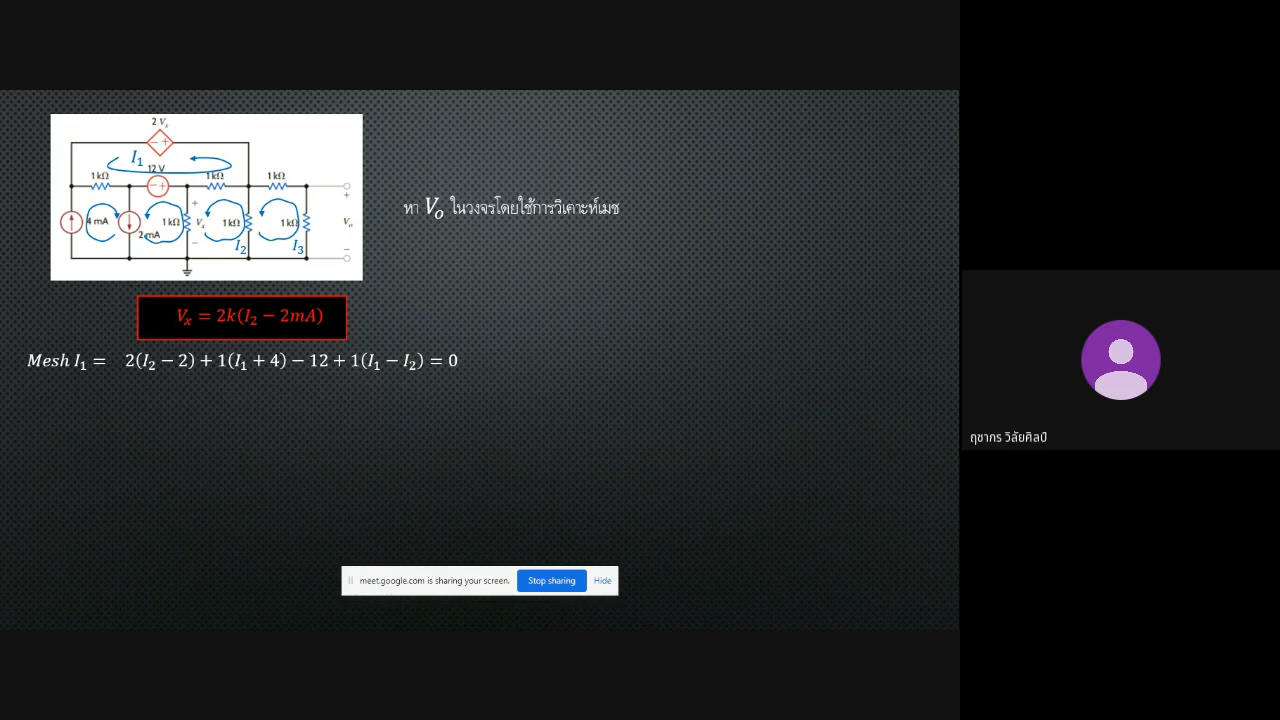 2 Vx
I₁
12 V
1 kΩ
1 kΩ
1 kΩ
4 mA
2 mA
1 kΩ
+
Vx
−
1 kΩ
1 kΩ
+
Vo
−
I₂
I₃
หา Vₒ ในวงจรโดยใช้การวิเคาะห์เมช
Vₓ = 2k(I₂ − 2mA)
Mesh I₁ = 2(I₂ − 2) + 1(I₁ + 4) − 12 + 1(I₁ − I₂) = 0
ฤชากร วิลัยศิลป์
meet.google.com is sharing your screen. Stop sharing Hide